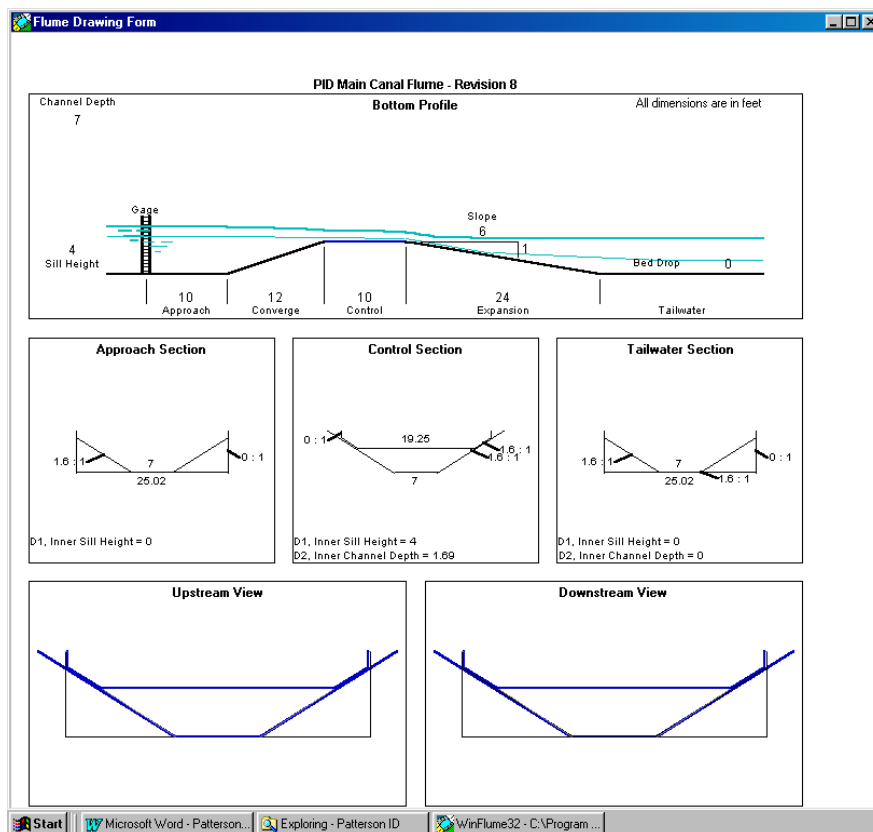 Flume Drawing Form
PID Main Canal Flume - Revision 8
Channel Depth
7
Bottom Profile
All dimensions are in feet
Gage
Slope
6
1
4
Sill Height
Bed Drop 0
10
Approach
12
Converge
10
Control
24
Expansion
Tailwater
Approach Section
1.6 : 1
7
25.02
0 : 1
D1, Inner Sill Height = 0
Control Section
0 : 1
19.25
1.6 : 1
1.6 : 1
7
D1, Inner Sill Height = 4
D2, Inner Channel Depth = 1.69
Tailwater Section
1.6 : 1
7
25.02
1.6 : 1
0 : 1
D1, Inner Sill Height = 0
D2, Inner Channel Depth = 0
Upstream View
Downstream View
Start
Microsoft Word - Patterson...
Exploring - Patterson ID
WinFlume32 - C:\Program ...